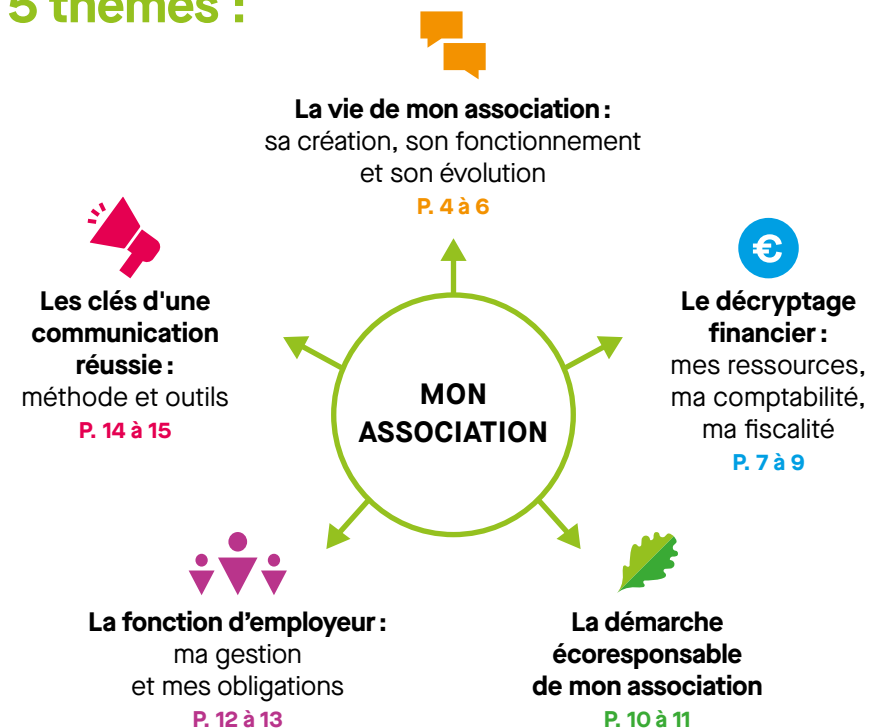 5 thèmes :
La vie de mon association :
sa création, son fonctionnement
et son évolution
P. 4 à 6
Les clés d'une
communication
réussie :
méthode et outils
P. 14 à 15
Le décryptage
financier :
mes ressources,
ma comptabilité,
ma fiscalité
P. 7 à 9
MON
ASSOCIATION
La fonction d’employeur :
ma gestion
et mes obligations
P. 12 à 13
La démarche
écoresponsable
de mon association
P. 10 à 11